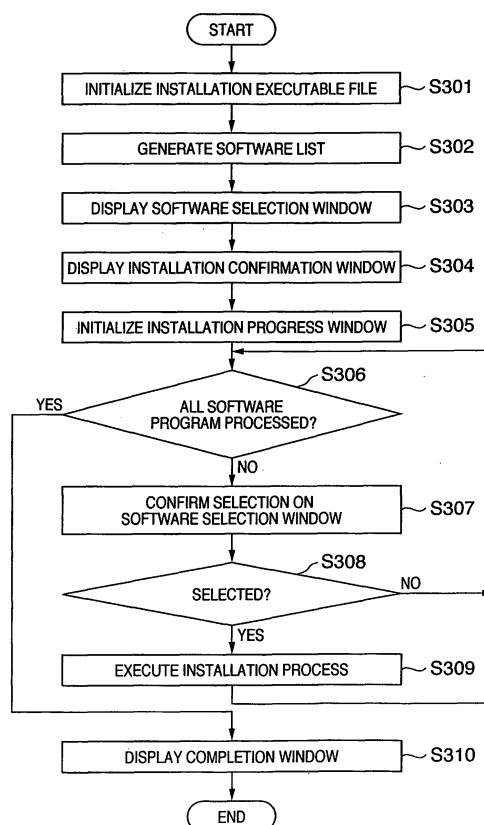 START
INITIALIZE INSTALLATION EXECUTABLE FILE
S301
GENERATE SOFTWARE LIST
S302
DISPLAY SOFTWARE SELECTION WINDOW
S303
DISPLAY INSTALLATION CONFIRMATION WINDOW
S304
INITIALIZE INSTALLATION PROGRESS WINDOW
S305
S306
YES
ALL SOFTWARE
PROGRAM PROCESSED?
NO
CONFIRM SELECTION ON
SOFTWARE SELECTION WINDOW
S307
S308
SELECTED?
NO
YES
EXECUTE INSTALLATION PROCESS
S309
DISPLAY COMPLETION WINDOW
S310
END